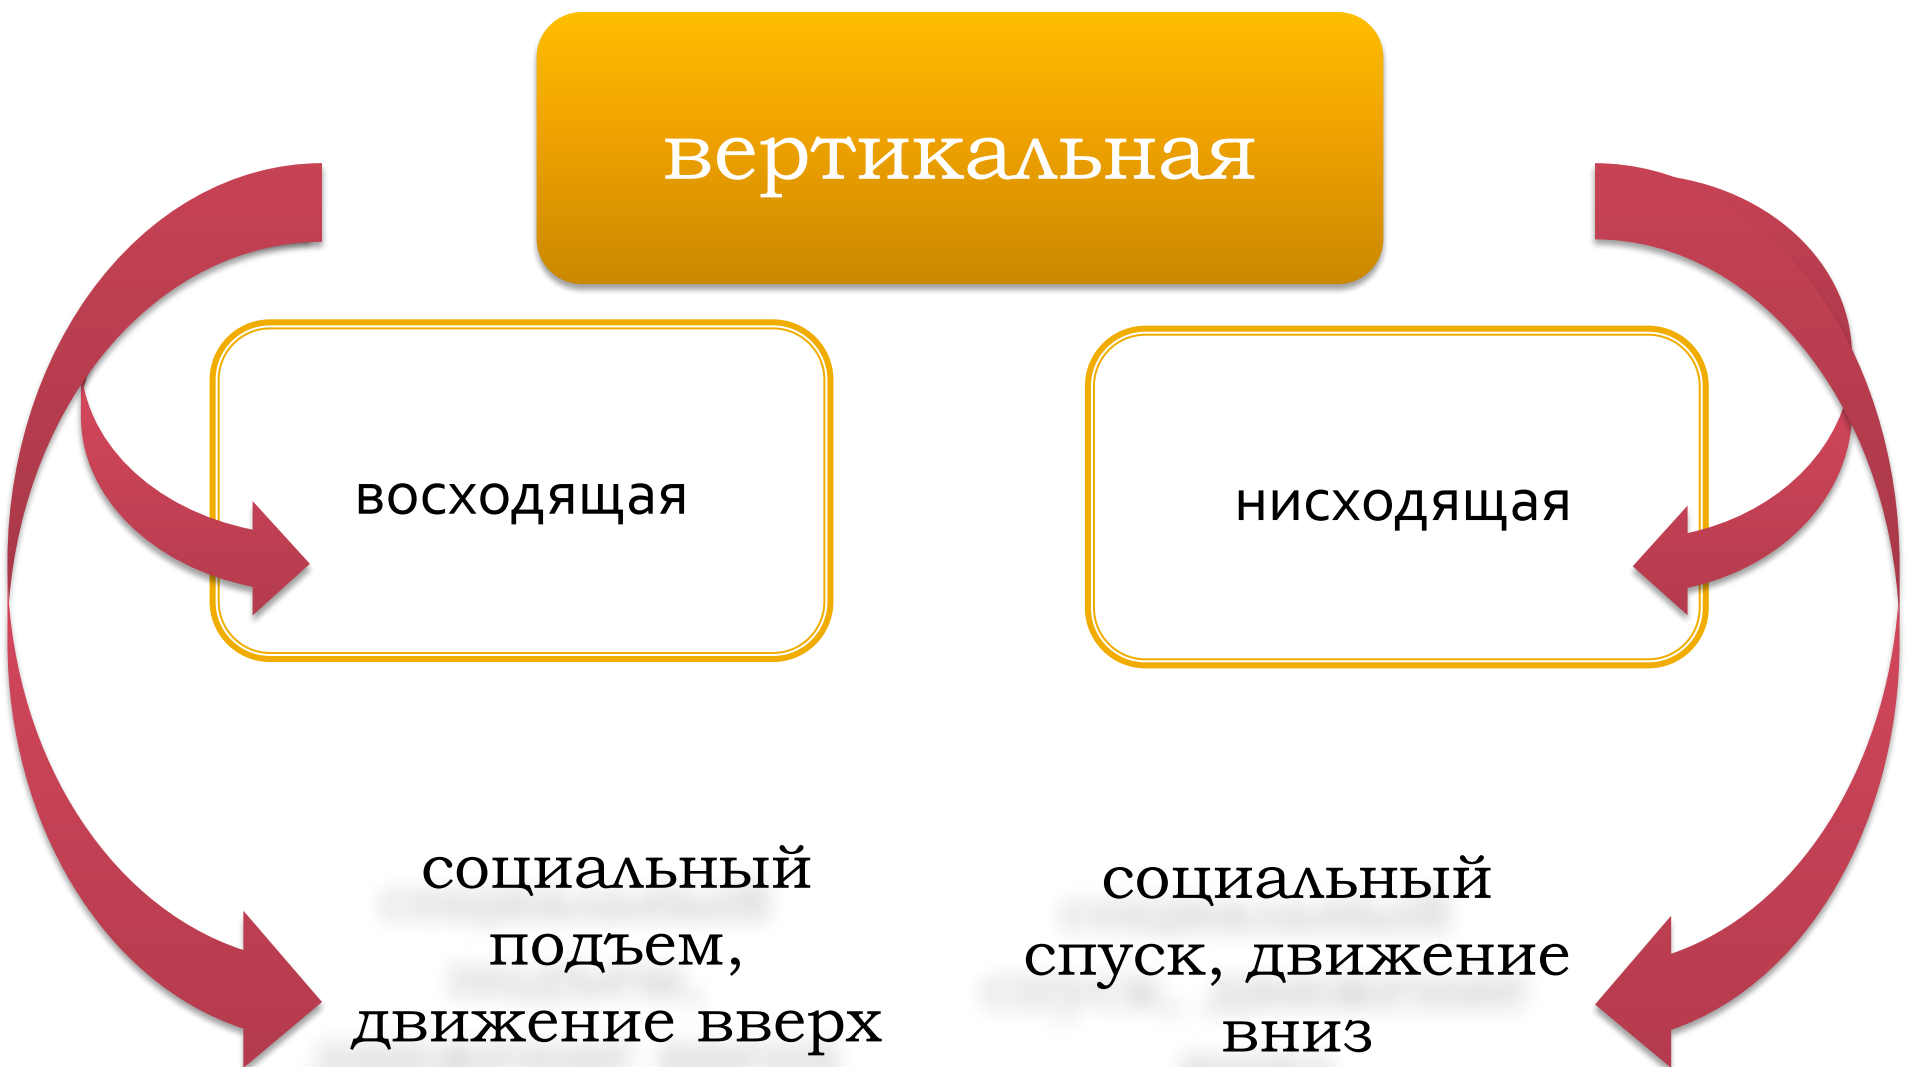 вертикальная
восходящая
нисходящая
социальный
подъем,
движение вверх
социальный
спуск, движение
вниз